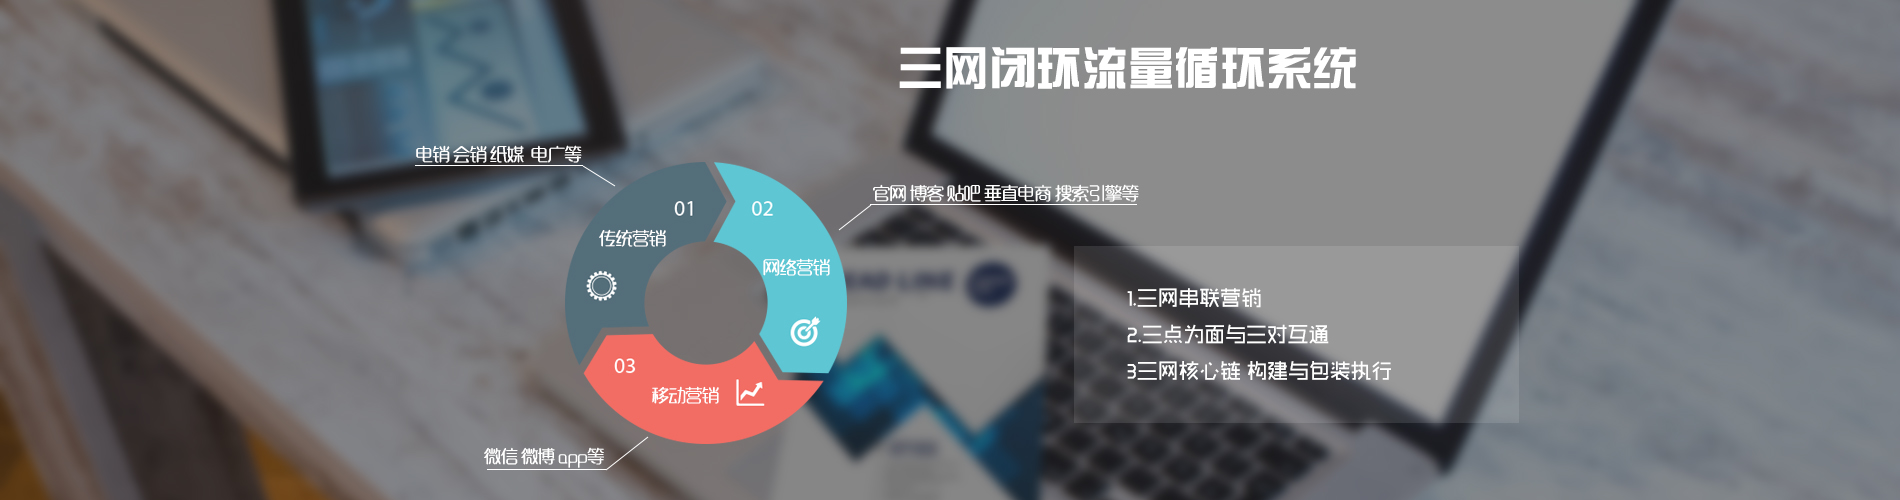 三网闭环流量循环系统
电销 会销 纸媒 电广等
官网 博客 贴吧 垂直电商 搜索引擎等
01
传统营销
02
网络营销
03
移动营销
微信 微博 app等
1.三网串联营销
2.三点为面与三对互通
3三网核心链 构建与包装执行